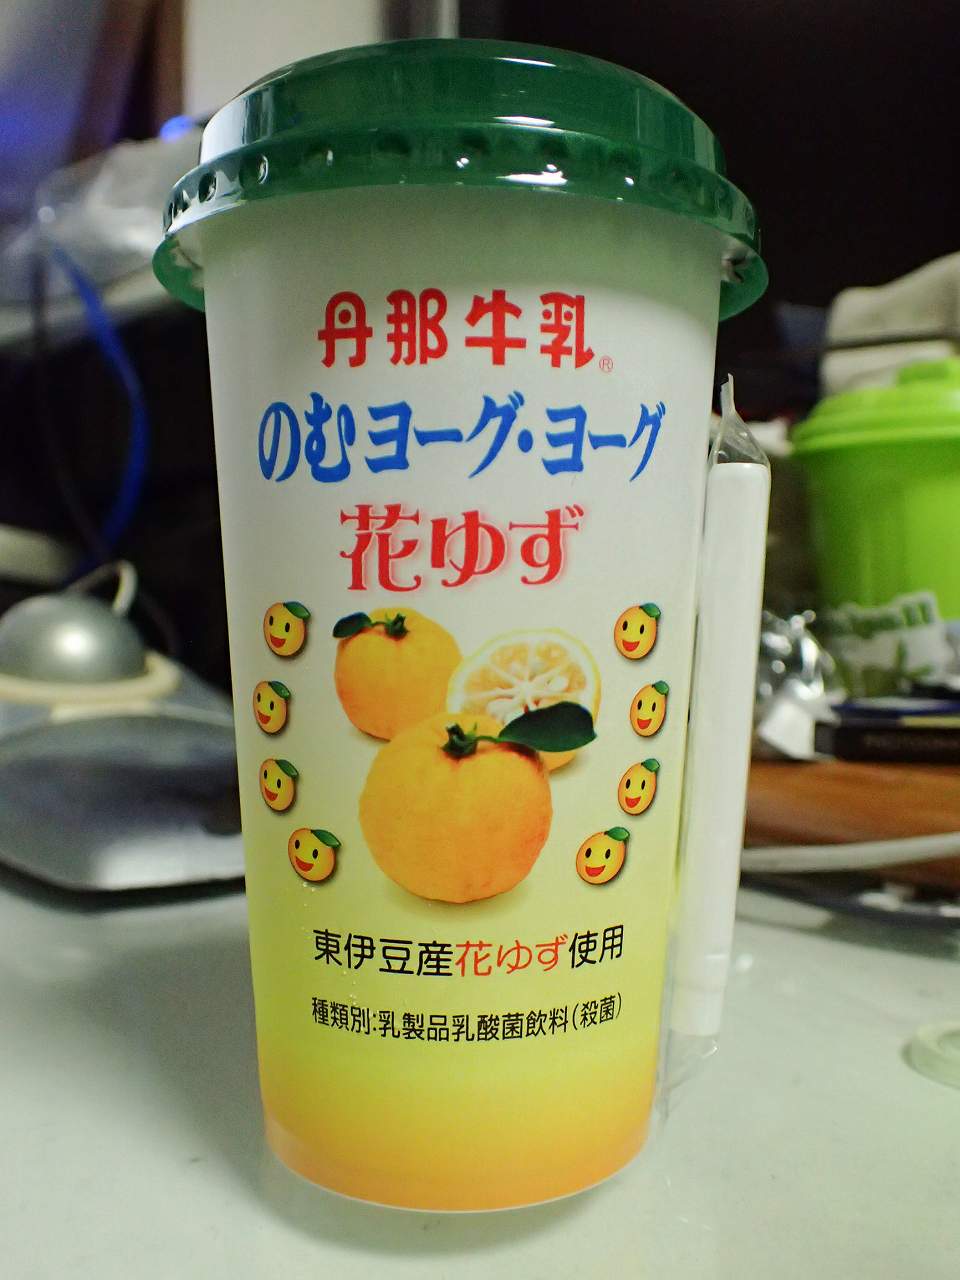 丹那牛乳®
のむヨーグ・ヨーグ
花ゆず
東伊豆産花ゆず使用
種類別:乳製品乳酸菌飲料(殺菌)